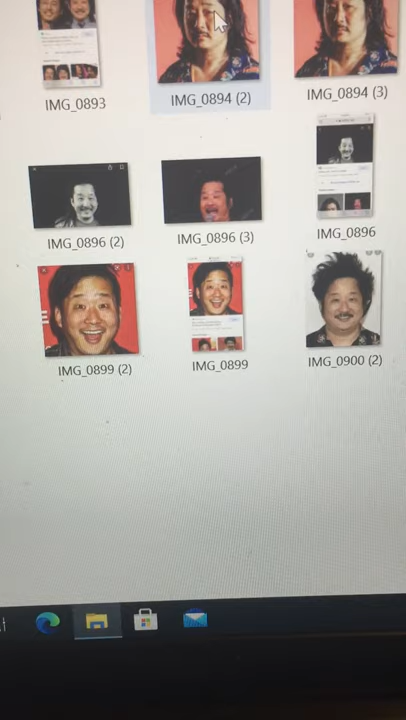 IMG_0893
IMG_0894 (2)
IMG_0894 (3)
IMG_0896 (2)
IMG_0896 (3)
IMG_0896
IMG_0899 (2)
IMG_0899
IMG_0900 (2)